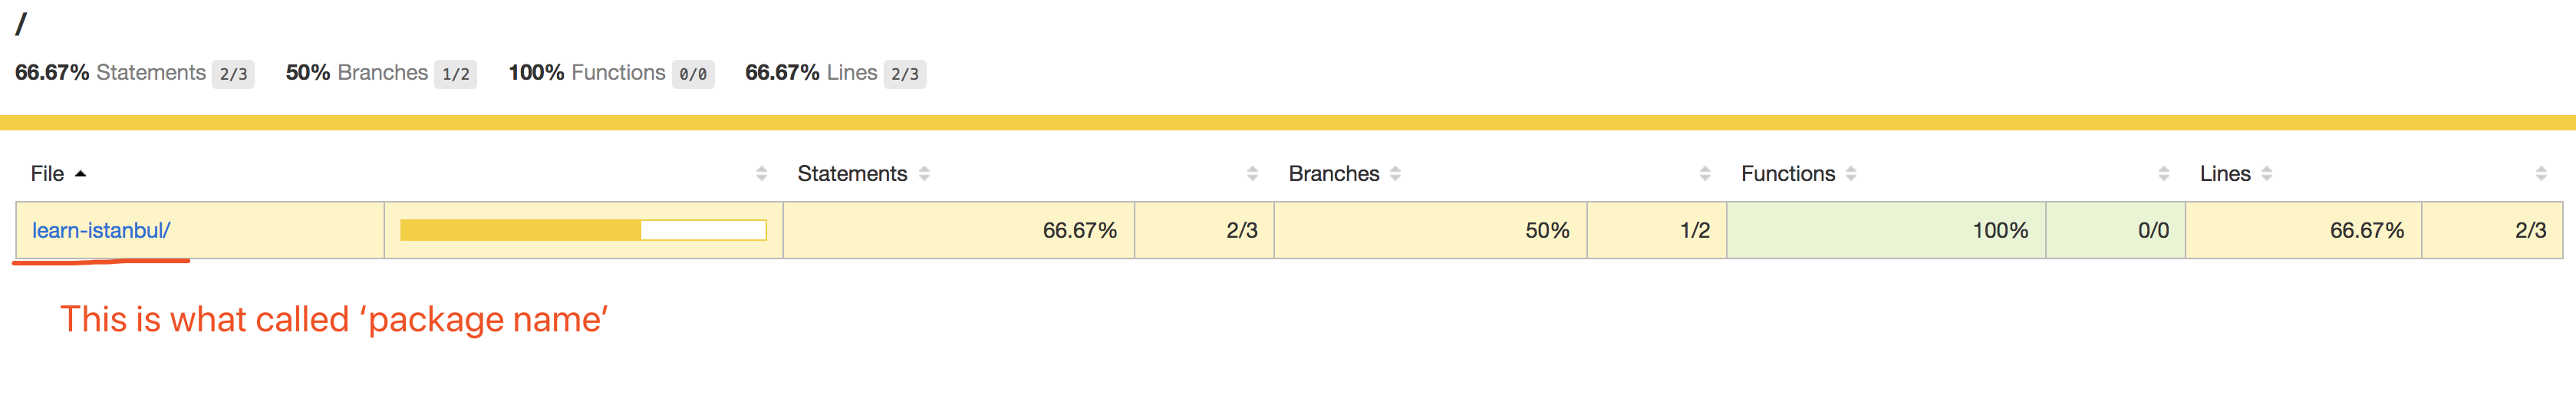 /
66.67% Statements 2/3 50% Branches 1/2 100% Functions 0/0 66.67% Lines 2/3
File Statements Branches Functions Lines
learn-istanbul/ 66.67% 2/3 50% 1/2 100% 0/0 66.67% 2/3
This is what called ‘package name’